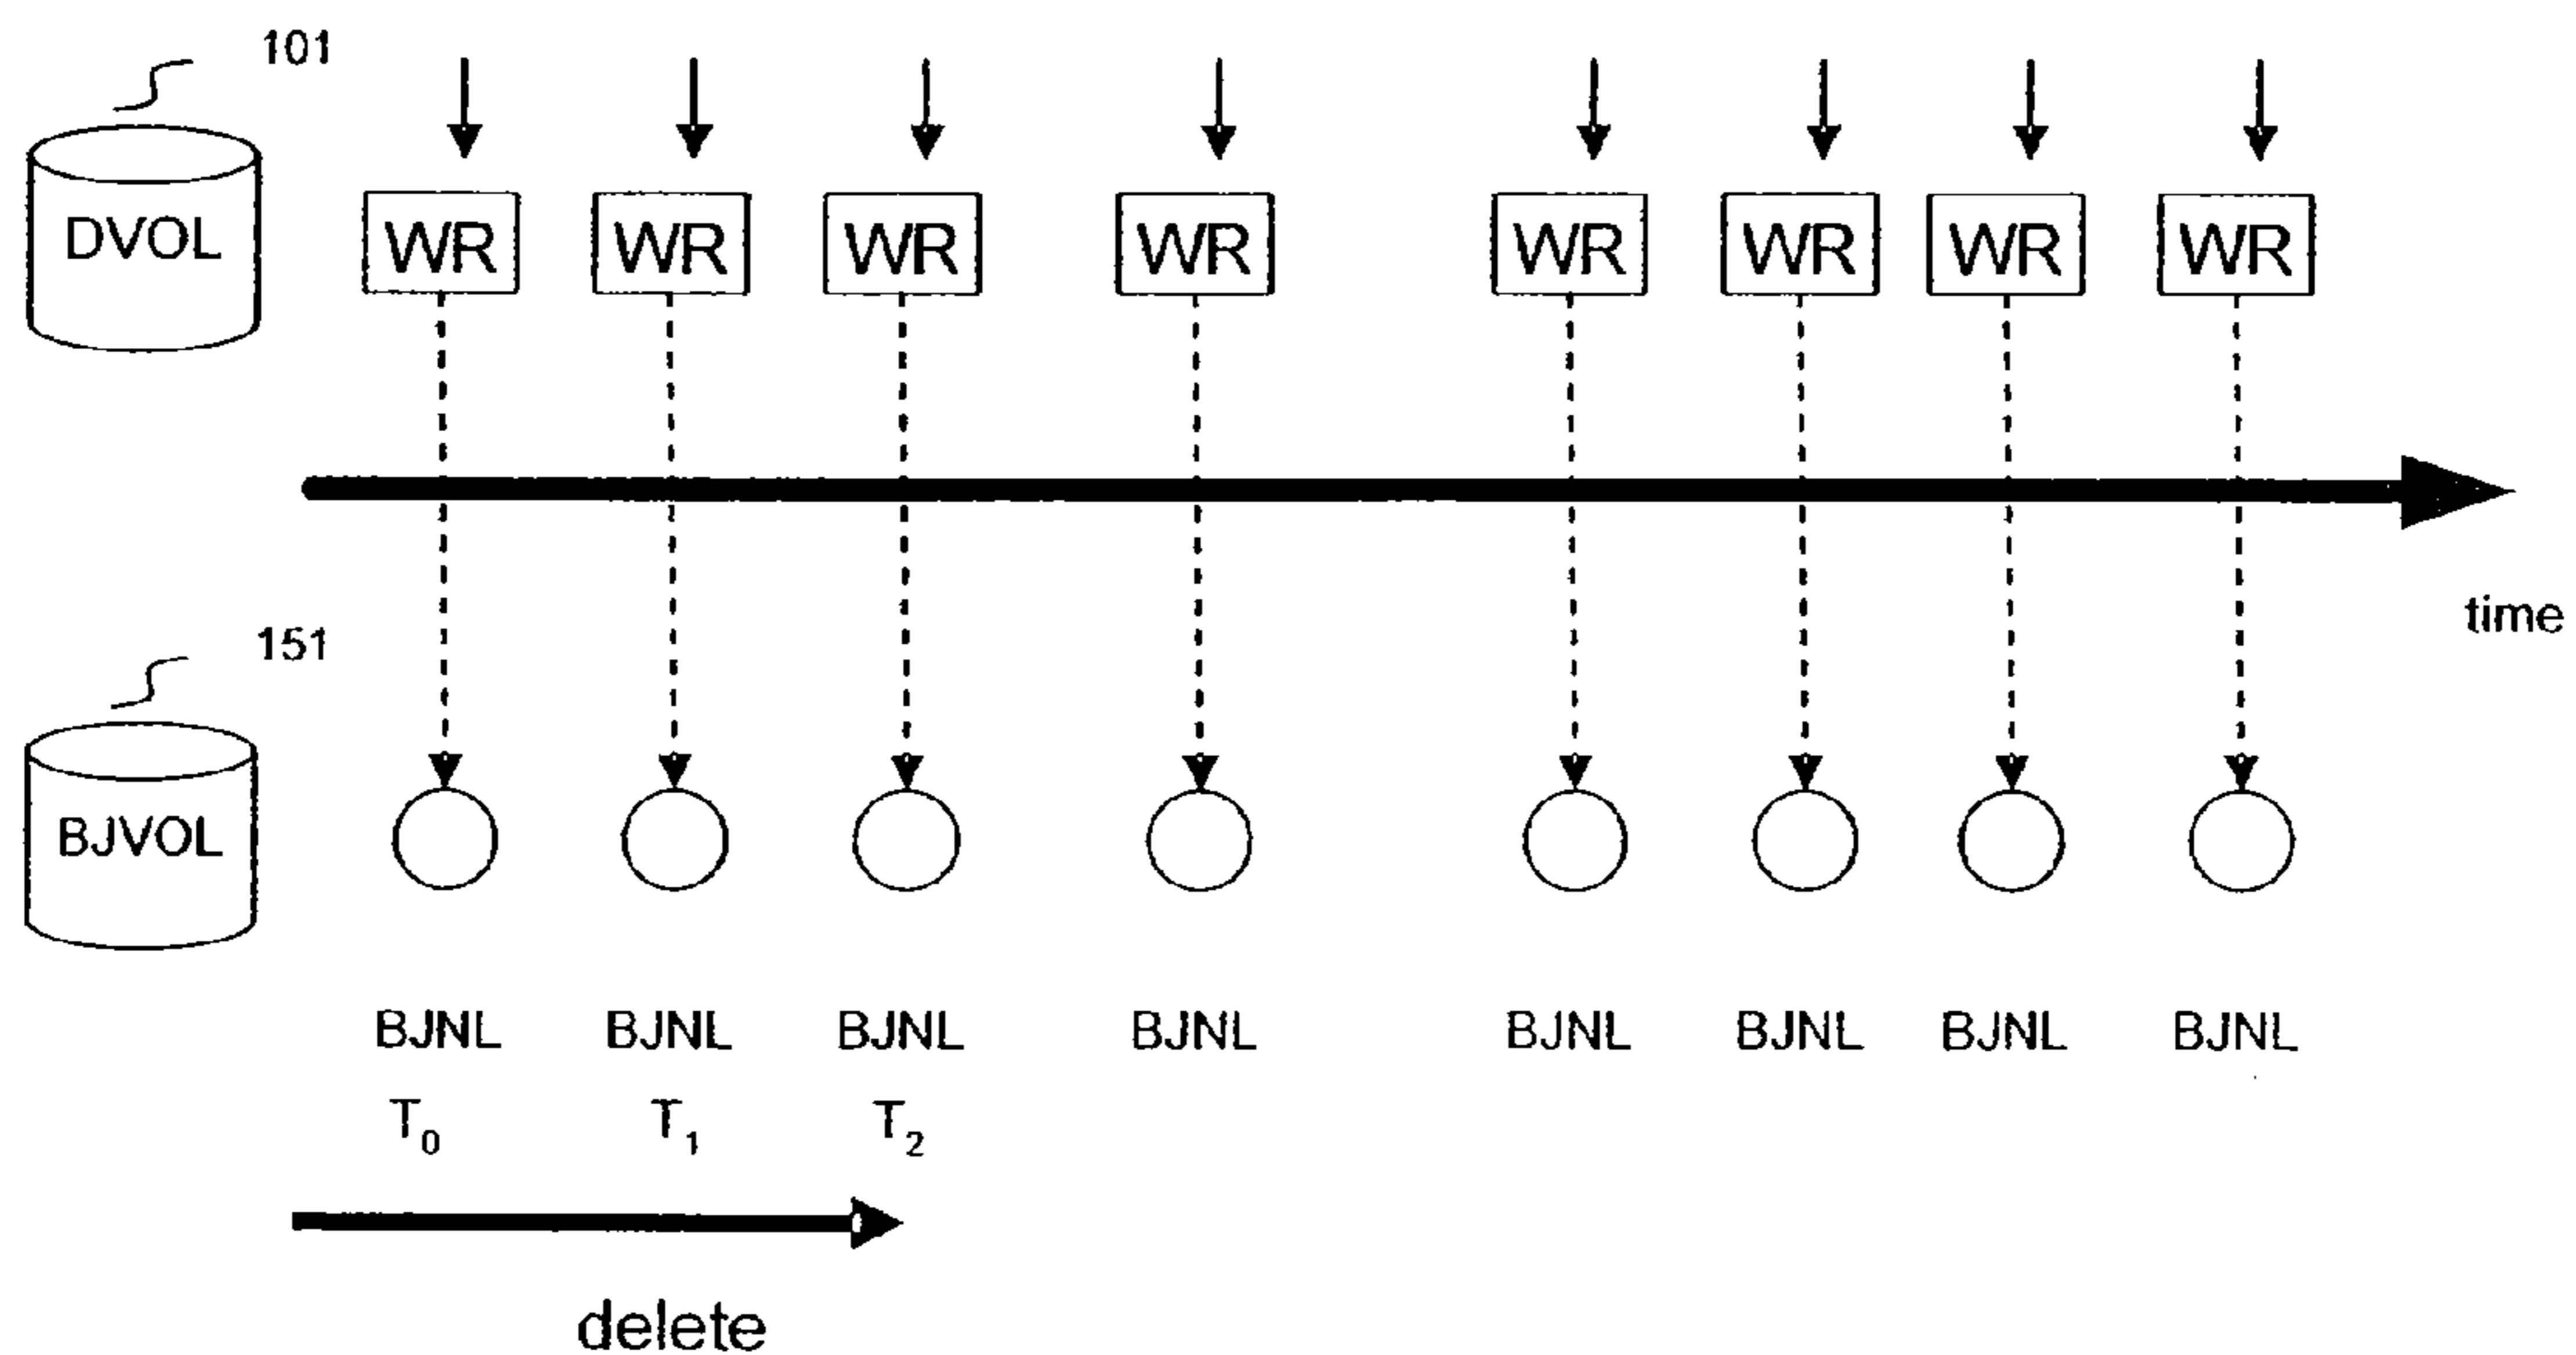 101
DVOL WR WR WR WR WR WR WR WR
time
151
BJVOL
BJNL BJNL BJNL BJNL BJNL BJNL BJNL BJNL
T0 T1 T2
delete